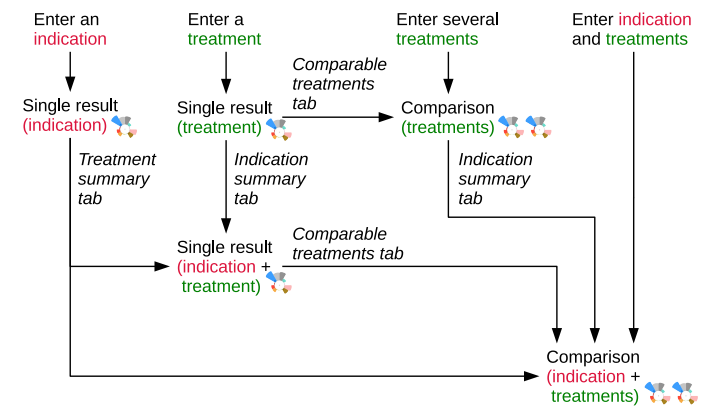 Enter an
indication
Enter a
treatment
Enter several
treatments
Enter indication
and treatments
Comparable
treatments
tab
Single result
(indication)
Single result
(treatment)
Comparison
(treatments)
Treatment
summary
tab
Indication
summary
tab
Indication
summary
tab
Single result
(indication +
treatment)
Comparable
treatments tab
Comparison
(indication +
treatments)